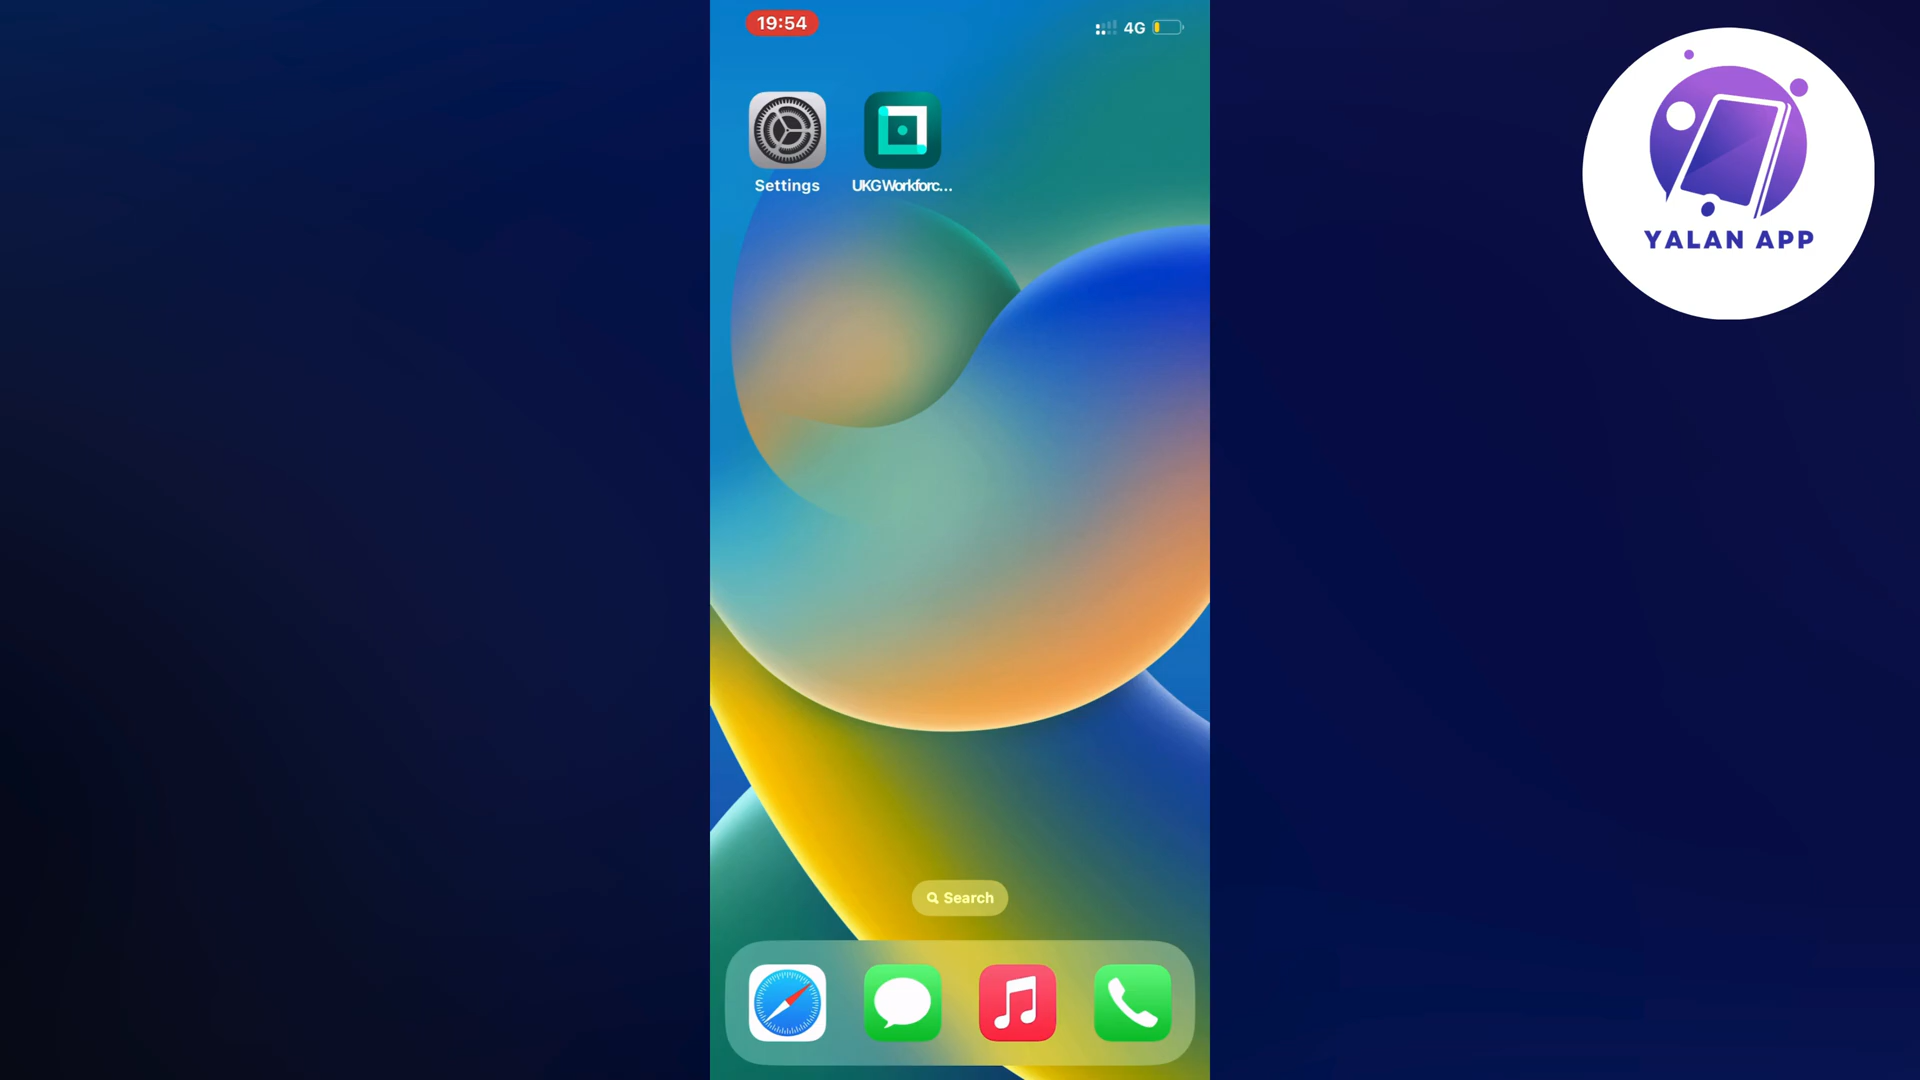 19:54
4G
Settings
UKG Workforc...
Search
YALAN APP